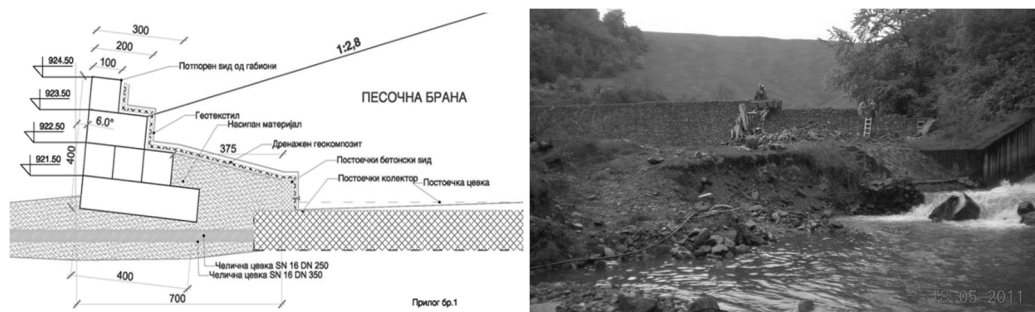 300
200
100
924.50
923.50
922.50
921.50
1:2,8
Потпорен ѕид од габиони
ПЕСОЧНА БРАНА
Геотекстил
6.0°
Насипан материјал
375
Дренажен геокомпозит
400
Постоечки бетонски ѕид
Постоечки колектор
Постоечка цевка
Челична цевка SN 16 DN 250
Челична цевка SN 16 DN 350
400
700
Прилог бр.1
18.05.2011